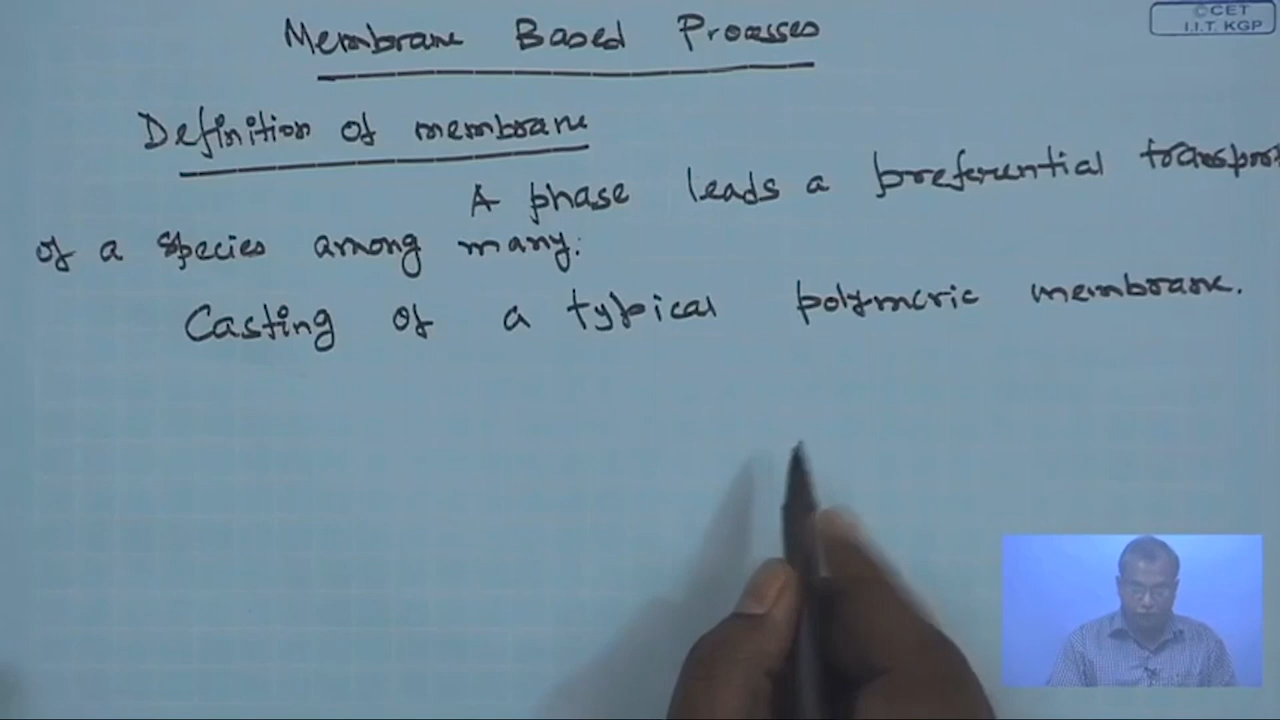 ©CET
I.I.T. KGP
Membrane Based Processes
Definition of membrane
A phase leads a preferential transport
of a species among many.
Casting of a typical polymeric membrane.